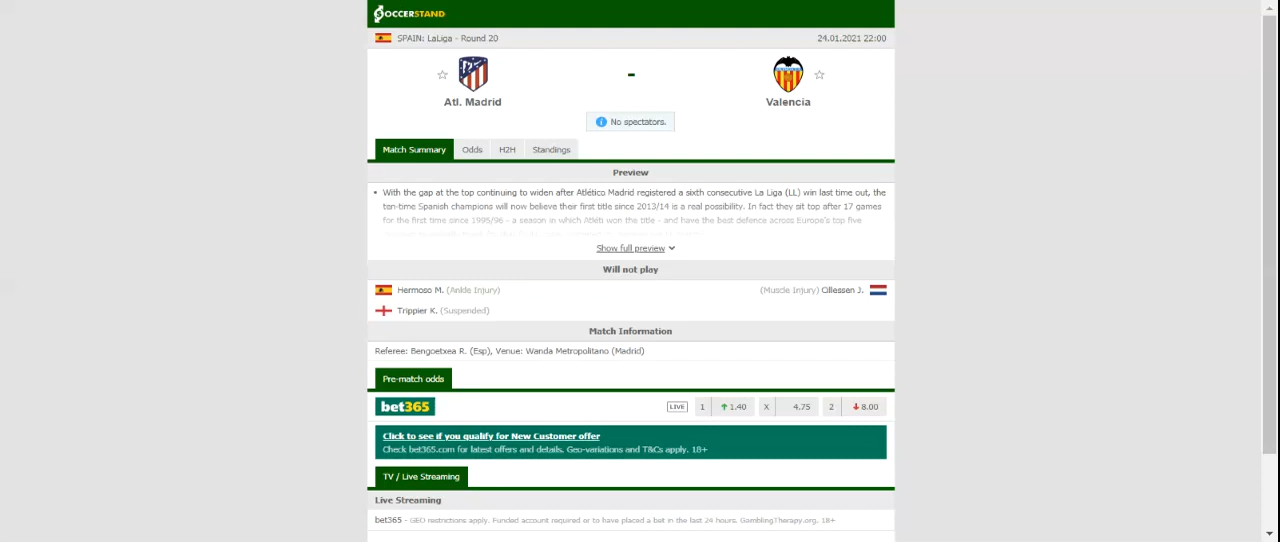 SOCCERSTAND
SPAIN: LaLiga - Round 20 24.01.2021 22:00
-
Atl. Madrid Valencia
No spectators.
Match Summary Odds H2H Standings
Preview
• With the gap at the top continuing to widen after Atlético Madrid registered a sixth consecutive La Liga (LL) win last time out, the
ten-time Spanish champions will now believe their first title since 2013/14 is a real possibility. In fact they sit top after 17 games
for the first time since 1995/96 - a season in which Atléti won the title - and have the best defence across Europe's top five
Show full preview
Will not play
Hermoso M. (Ankle Injury) (Muscle Injury) Cillessen J.
Trippier K. (Suspended)
Match Information
Referee: Bengoetxea R. (Esp), Venue: Wanda Metropolitano (Madrid)
Pre-match odds
bet365 LIVE 1 1.40 X 4.75 2 8.00
Click to see if you qualify for New Customer offer
Check bet365.com for latest offers and details. Geo-variations and T&Cs apply. 18+
TV / Live Streaming
Live Streaming
bet365 - GEO restrictions apply. Funded account required or to have placed a bet in the last 24 hours. GamblingTherapy.org. 18+